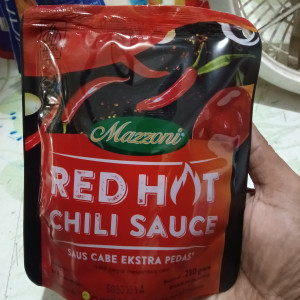 Mazzoni
RED HOT
CHILI SAUCE
SAUS CABE EKSTRA PEDAS*